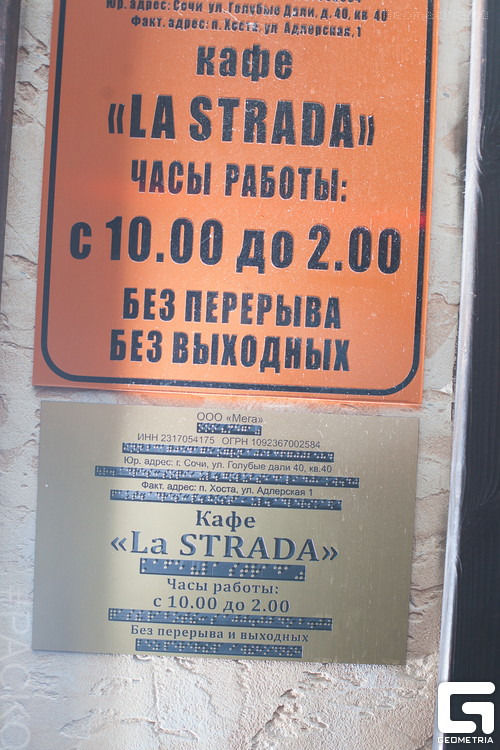 Юр. адрес: Сочи ул. Голубые Дали, д. 40, кв 40
Факт. адрес: п. Хоста, ул Адлерская, 1
кафе
«LA STRADA»
ЧАСЫ РАБОТЫ:
с 10.00 до 2.00
БЕЗ ПЕРЕРЫВА
БЕЗ ВЫХОДНЫХ
ООО «Мега»
ИНН 2317054175 ОГРН 1092367002584
Юр. адрес: г. Сочи, ул. Голубые дали 40, кв.40
Факт. адрес: п. Хоста, ул. Адлерская 1
Кафе
«La STRADA»
Часы работы:
с 10.00 до 2.00
Без перерыва и выходных
#PACKO
GEOMETRIA